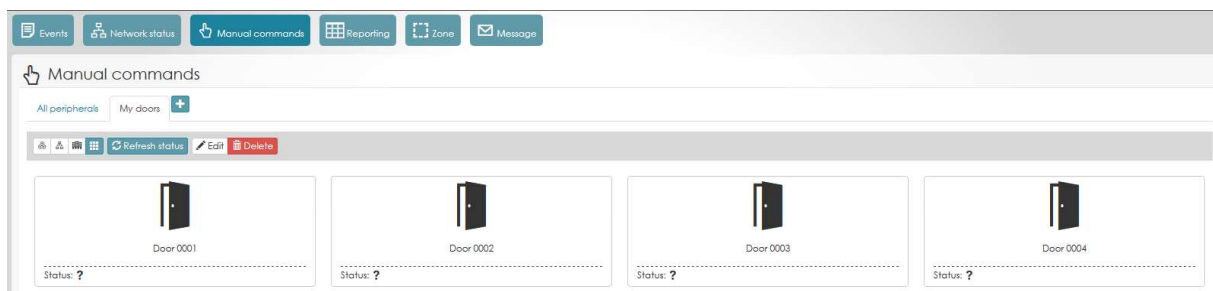 Events Network status Manual commands Reporting Zone Message
Manual commands
All peripherals My doors
Refresh status Edit Delete
Door 0001 Door 0002 Door 0003 Door 0004
Status: ? Status: ? Status: ? Status: ?